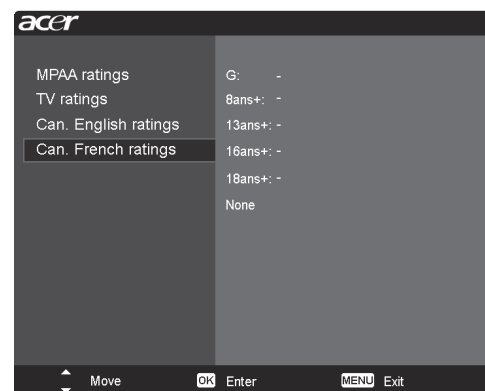 acer
MPAA ratings
TV ratings
Can. English ratings
Can. French ratings
G: -
8ans+: -
13ans+: -
16ans+: -
18ans+: -
None
Move OK Enter MENU Exit